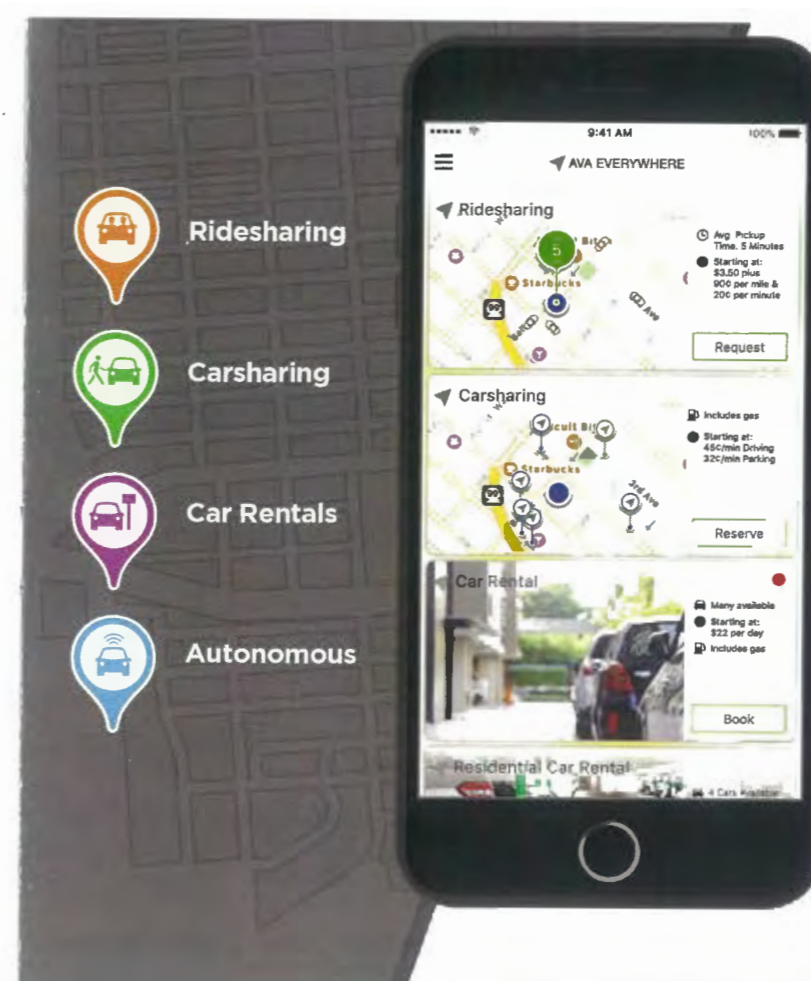 Ridesharing
Carsharing
Car Rentals
Autonomous
9:41 AM
100%
AVA EVERYWHERE
Ridesharing
5
Starbucks
Ave
Avg Pickup
Time. 5 Minutes
Starting at:
$3.50 plus
90¢ per mile &
20¢ per minute
Request
Carsharing
Starbucks
3rd Ave
Includes gas
Starting at:
45¢/min Driving
32¢/min Parking
Reserve
Car Rental
Many available
Starting at:
$22 per day
Includes gas
Book
Residential Car Rental
4 Cars Available